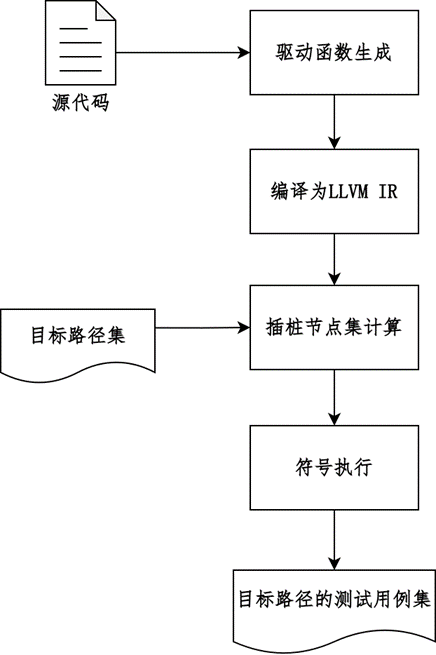 驱动函数生成
源代码
编译为LLVM IR
插桩节点集计算
目标路径集
符号执行
目标路径的测试用例集